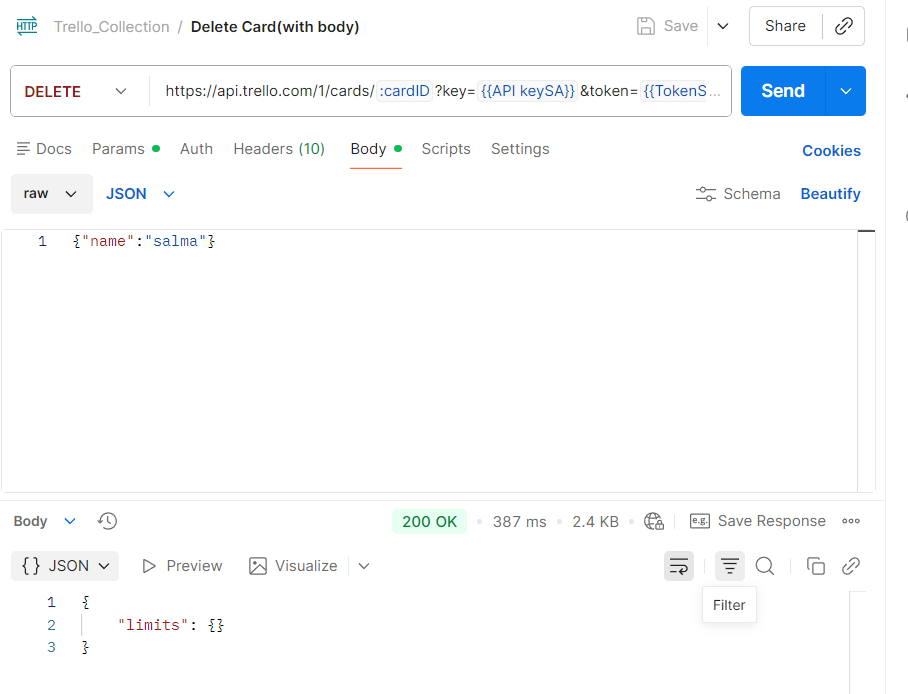 HTTP Trello_Collection / Delete Card(with body) Save Share
DELETE https://api.trello.com/1/cards/ :cardID ?key= {{API keySA}} &token= {{TokenS...
Send
Docs Params Auth Headers (10) Body Scripts Settings Cookies
raw JSON Schema Beautify
1 {"name":"salma"}
Body 200 OK 387 ms 2.4 KB e.g. Save Response
{} JSON Preview Visualize
Filter
1 {
2 "limits": {}
3 }